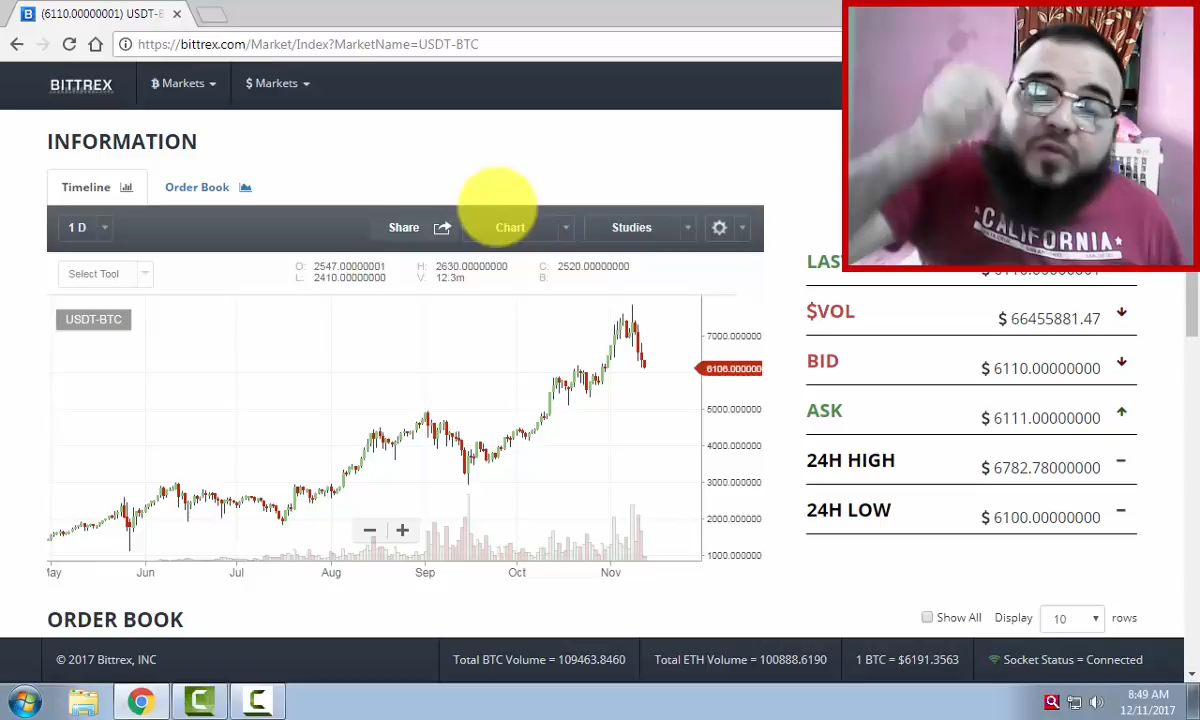 (6110.00000001) USDT-B
https://bittrex.com/Market/Index?MarketName=USDT-BTC
BITTREX
Markets
$ Markets
INFORMATION
Timeline
Order Book
1 D
Share
Chart
Studies
Select Tool
O: 2547.00000001 H: 2630.00000000 C: 2520.00000000
L: 2410.00000000 V: 12.3m B:
USDT-BTC
7000.000000
6106.000000
5000.000000
4000.000000
3000.000000
2000.000000
1000.000000
May Jun Jul Aug Sep Oct Nov
CALIFORNIA
LAS
$VOL $ 66455881.47
BID $ 6110.00000000
ASK $ 6111.00000000
24H HIGH $ 6782.78000000
24H LOW $ 6100.00000000
ORDER BOOK
Show All Display 10 rows
© 2017 Bittrex, INC
Total BTC Volume = 109463.8460
Total ETH Volume = 100888.6190
1 BTC = $6191.3563
Socket Status = Connected
8:49 AM
12/11/2017